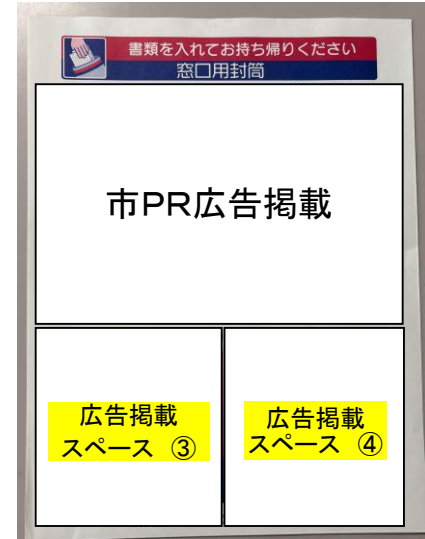 書類を入れてお持ち帰りください
窓口用封筒
市PR広告掲載
広告掲載
スペース ③
広告掲載
スペース ④